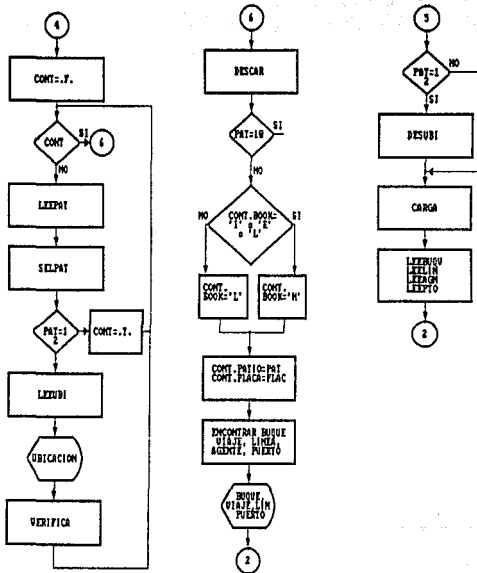 4
CONT=.F.
CONT
SI
6
NO
LEEPAT
SELPAT
PAT=1
2
CONT=.T.
LEEUBI
UBICACION
VERIFICA
6
DESCAR
PAT=10
SI
NO
CONT.BOOK=
'I' o 'E'
o 'L'
NO
SI
CONT.
BOOK='L'
CONT.
BOOK='M'
CONT.PATIO=PAT
CONT.PLACA=PLAC
ENCONTRAR BUQUE
VIAJE, LINEA,
AGENTE, PUERTO
BUQUE,
VIAJE,LIN
PUERTO
2
5
PAT=1
2
NO
SI
DESUBI
CARGA
LEEBUQU
LEELIN
LEEAGN
LEEPTO
2